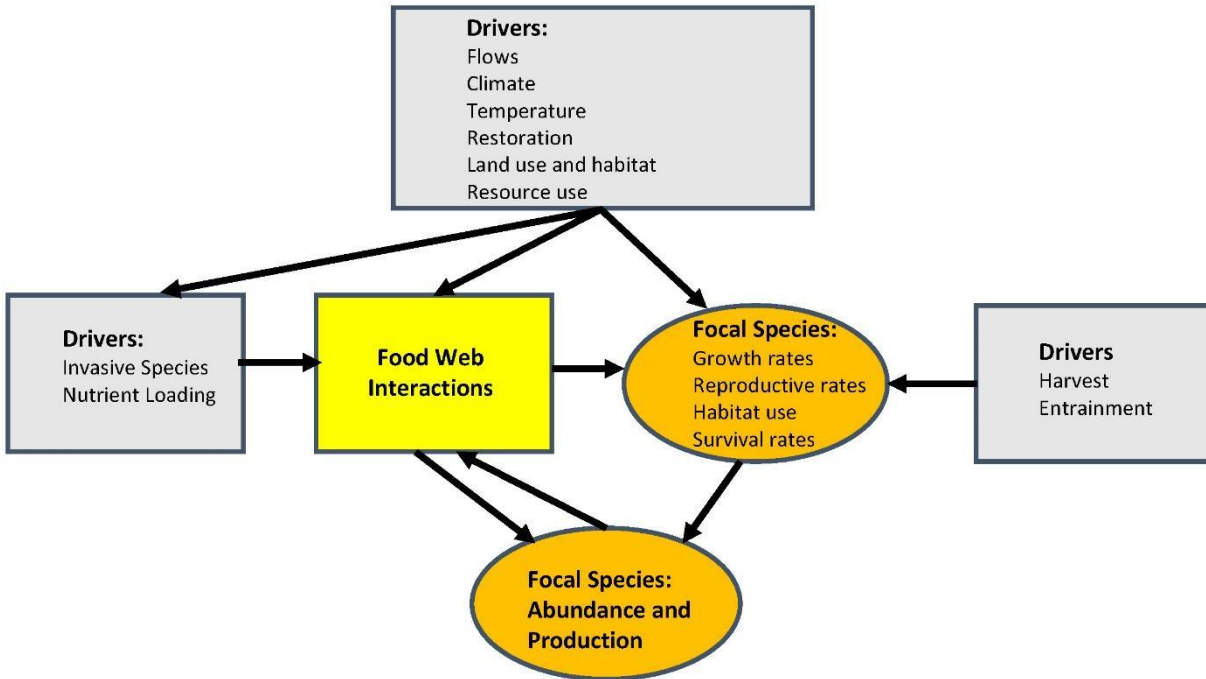 Drivers:
Flows
Climate
Temperature
Restoration
Land use and habitat
Resource use
Drivers:
Invasive Species
Nutrient Loading
Food Web
Interactions
Focal Species:
Growth rates
Reproductive rates
Habitat use
Survival rates
Drivers
Harvest
Entrainment
Focal Species:
Abundance and
Production